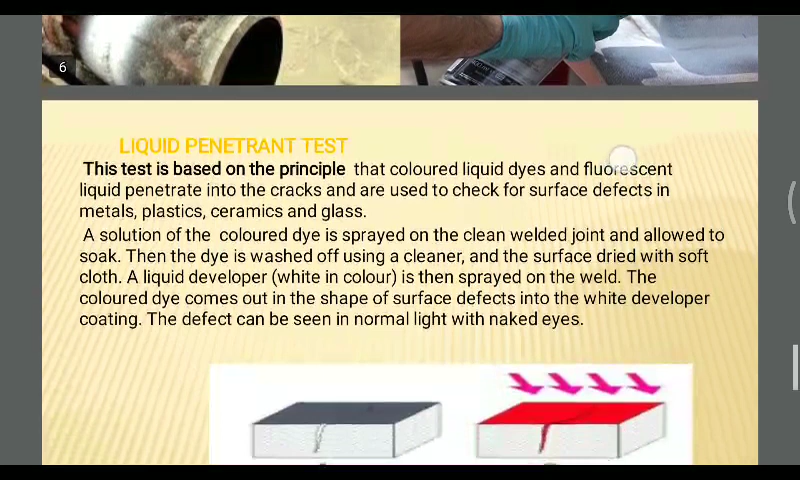 6
LIQUID PENETRANT TEST
This test is based on the principle that coloured liquid dyes and fluorescent
liquid penetrate into the cracks and are used to check for surface defects in
metals, plastics, ceramics and glass.
A solution of the coloured dye is sprayed on the clean welded joint and allowed to
soak. Then the dye is washed off using a cleaner, and the surface dried with soft
cloth. A liquid developer (white in colour) is then sprayed on the weld. The
coloured dye comes out in the shape of surface defects into the white developer
coating. The defect can be seen in normal light with naked eyes.